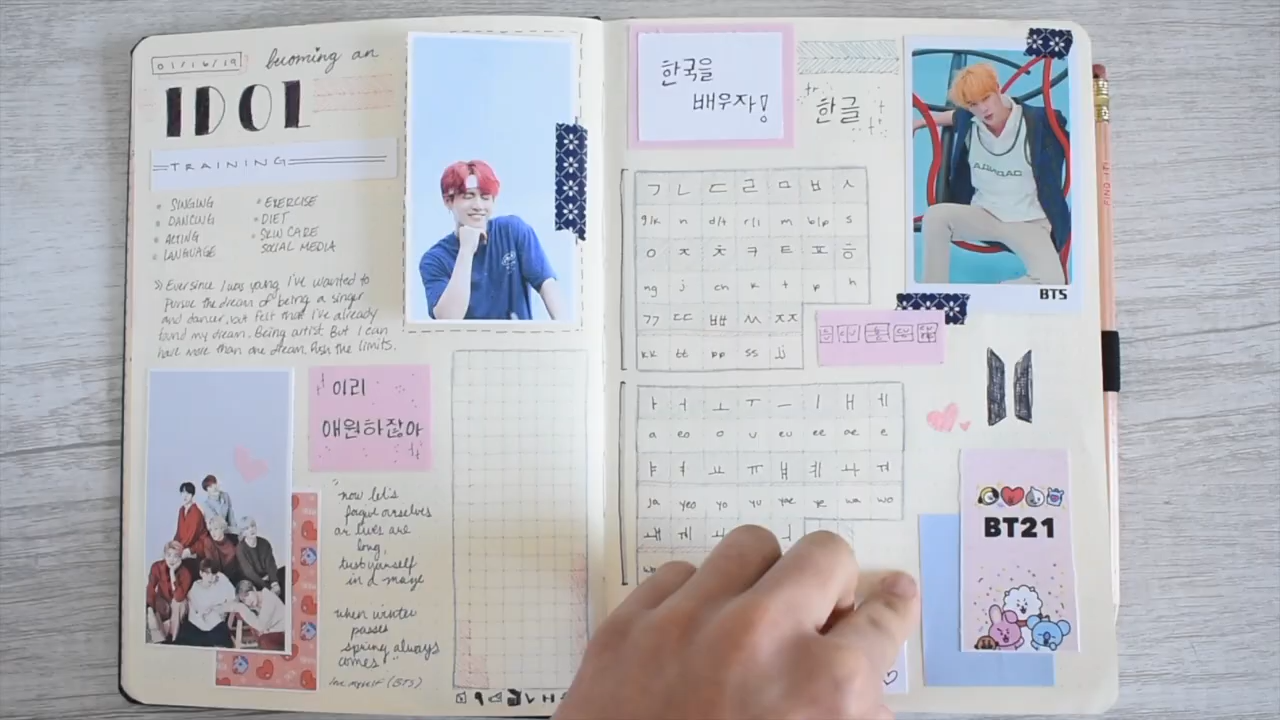 01/16/19
becoming an
IDOL
TRAINING
SINGING
DANCING
ACTING
LANGUAGE
EXERCISE
DIET
SKIN CARE
SOCIAL MEDIA
Ever since I was young I've wanted to
pursue the dream of being a singer
and dancer, but felt that I've already
found my dream. Being artist. But I can
have more than one dream. Push the limits.
이리
애원하잖아
"now let's
forget ourselves
our lives are
long,
trust yourself
in a maze
when winter
passes
spring always
comes"
love myself (BTS)
한국을
배우자!
한글
ㄱ ㄴ ㄷ ㄹ ㅁ ㅂ ㅅ
g/k n d/t r/l m b/p s
ㅇ ㅈ ㅊ ㅋ ㅌ ㅍ ㅎ
ng j ch k t p h
ㄲ ㄸ ㅃ ㅆ ㅉ
kk tt pp ss jj
ㅏ ㅓ ㅗ ㅜ ㅡ ㅣ ㅐ ㅔ
a eo o u eu ee ae e
ㅑ ㅕ ㅛ ㅠ ㅒ ㅖ ㅘ ㅝ
ya yeo yo yu yae ye wa wo
BTS
BT21